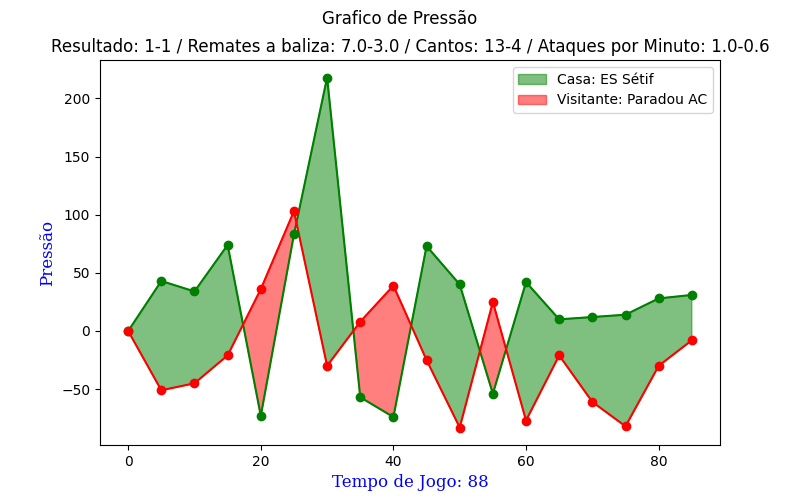 Grafico de Pressão
Resultado: 1-1 / Remates a baliza: 7.0-3.0 / Cantos: 13-4 / Ataques por Minuto: 1.0-0.6
Casa: ES Sétif
Visitante: Paradou AC
Pressão
200
150
100
50
0
−50
0 20 40 60 80
Tempo de Jogo: 88